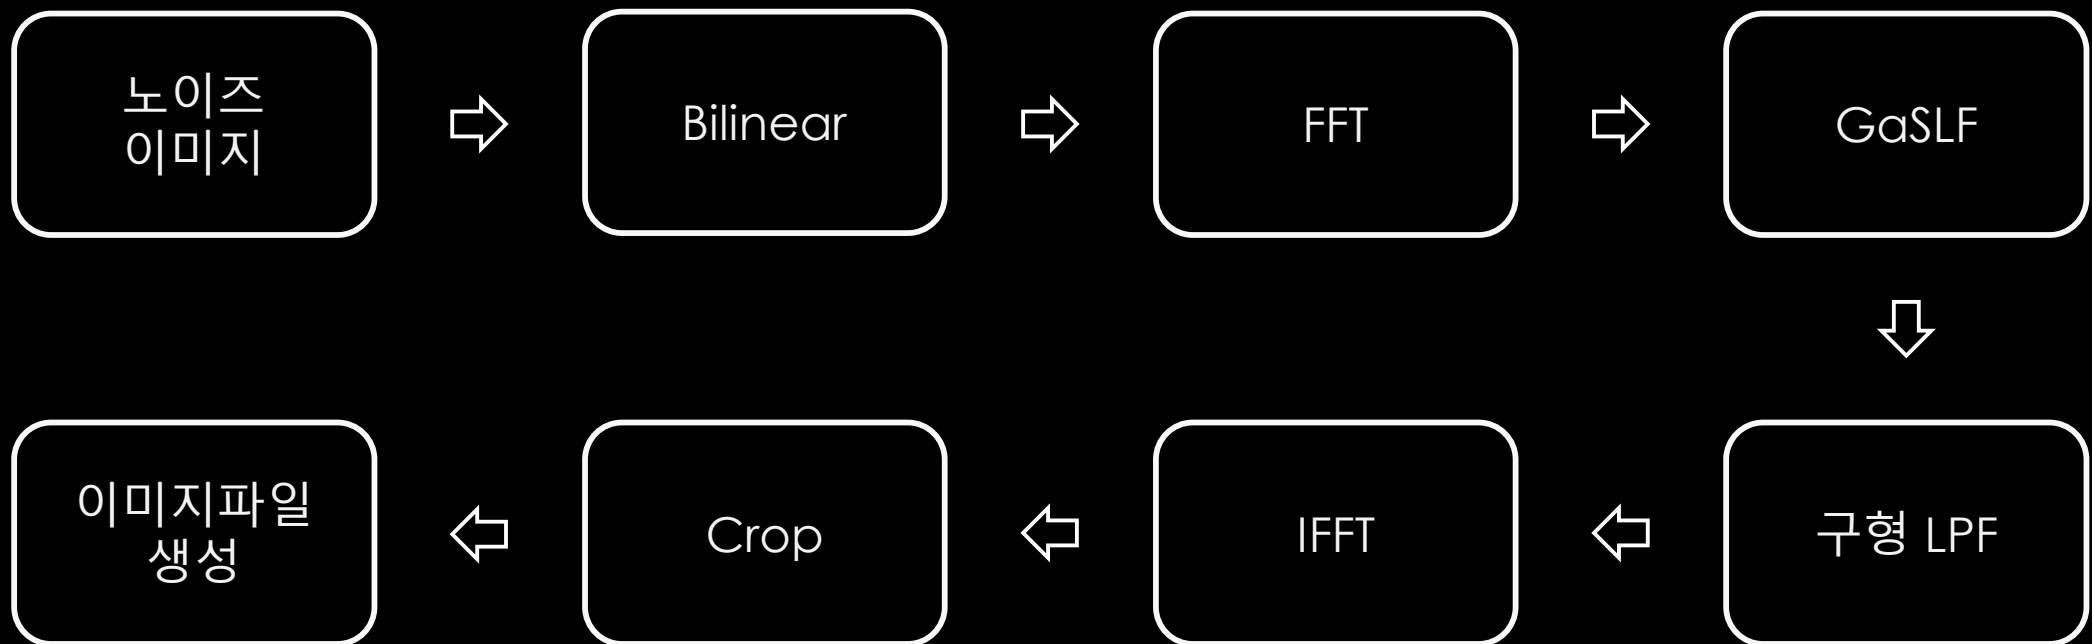 노이즈
이미지
Bilinear
FFT
GaSLF
구형 LPF
IFFT
Crop
이미지파일
생성